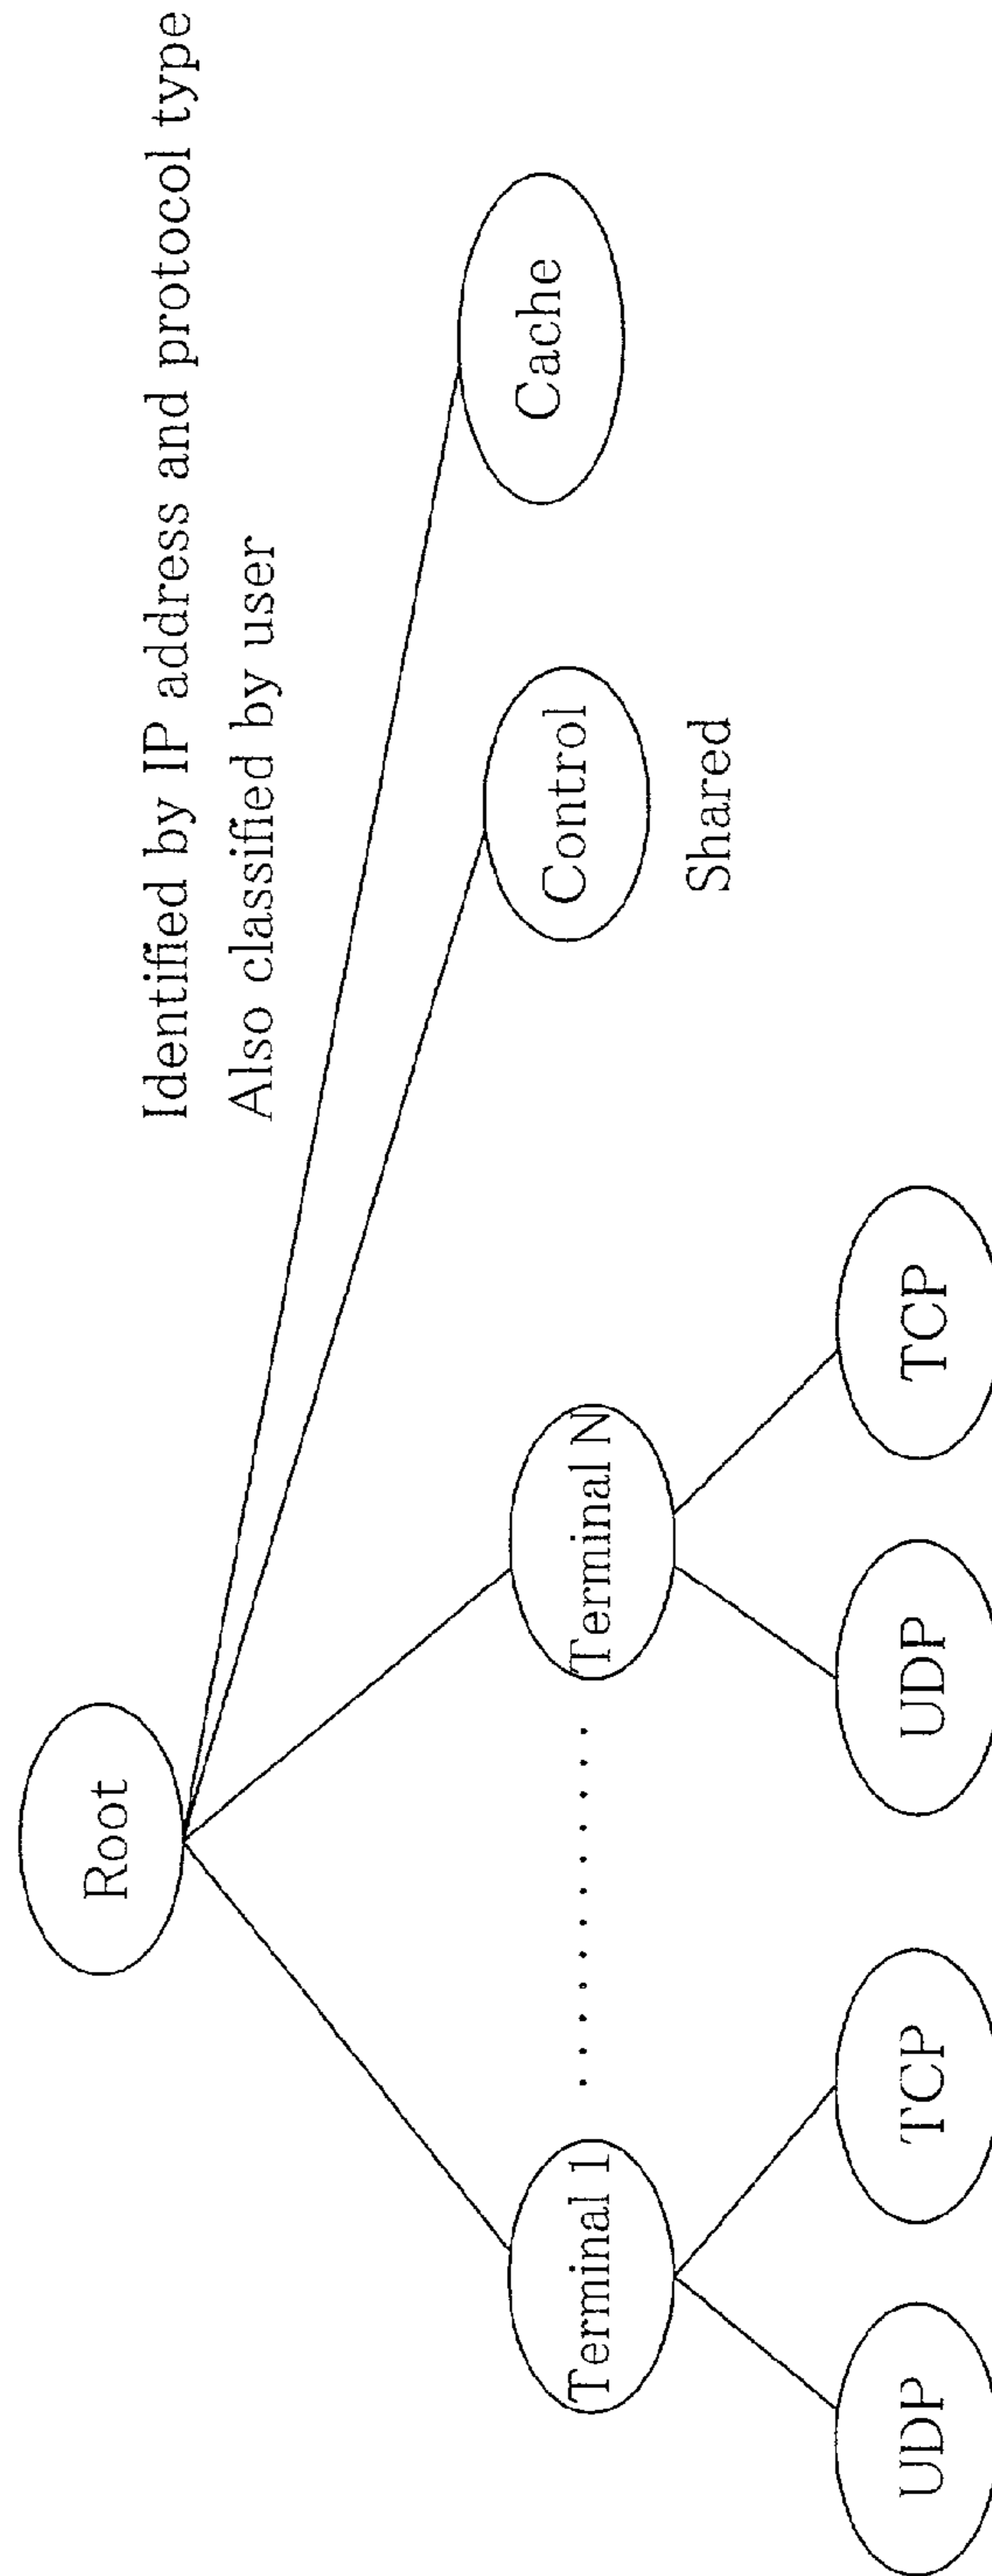 Root
Identified by IP address and protocol type
Also classified by user
Terminal 1
Terminal N
Control
Cache
Shared
UDP
TCP
UDP
TCP